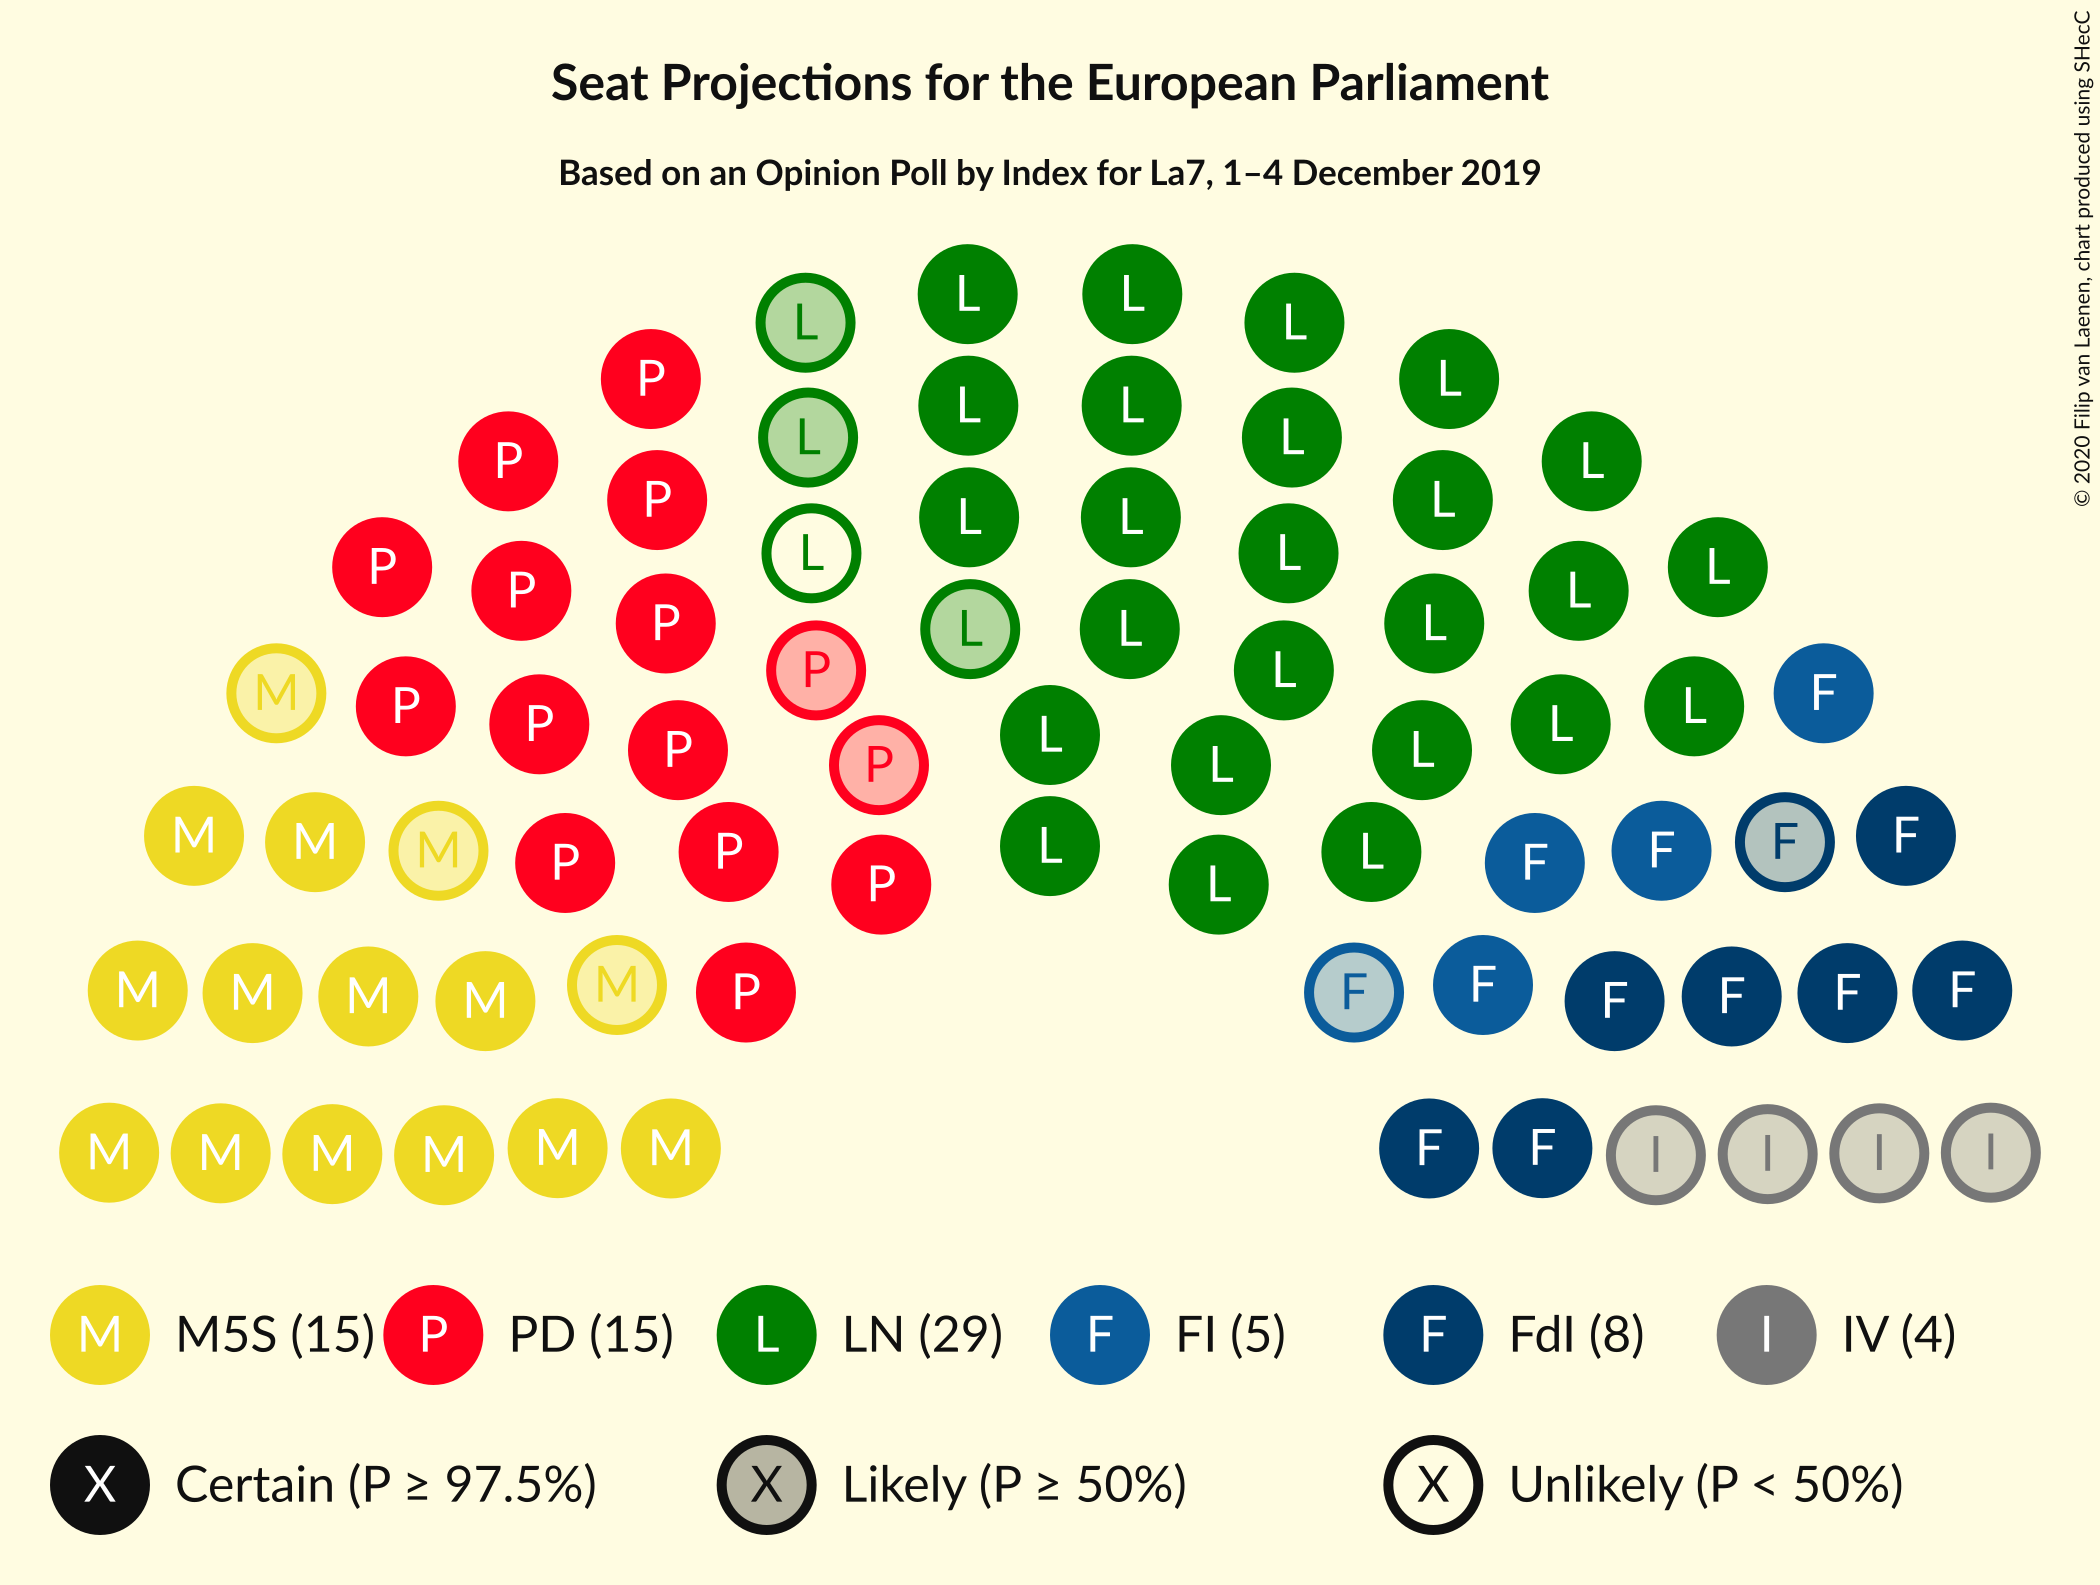 Seat Projections for the European Parliament
Based on an Opinion Poll by Index for La7, 1–4 December 2019
© 2020 Filip van Laenen, chart produced using SHecC
L L L L
P L L P
L L L L
P L P L
L L L L
P P L P
L L L L
P P L L
P L L
M P L F
P L L P
L P L
M M M P P L F F F F
P L L
M M M M M P F F F F F F
M M M M M M F F I I I I
M M5S (15) P PD (15) L LN (29) F FI (5) F FdI (8) I IV (4)
X Certain (P ≥ 97.5%) X Likely (P ≥ 50%) X Unlikely (P < 50%)